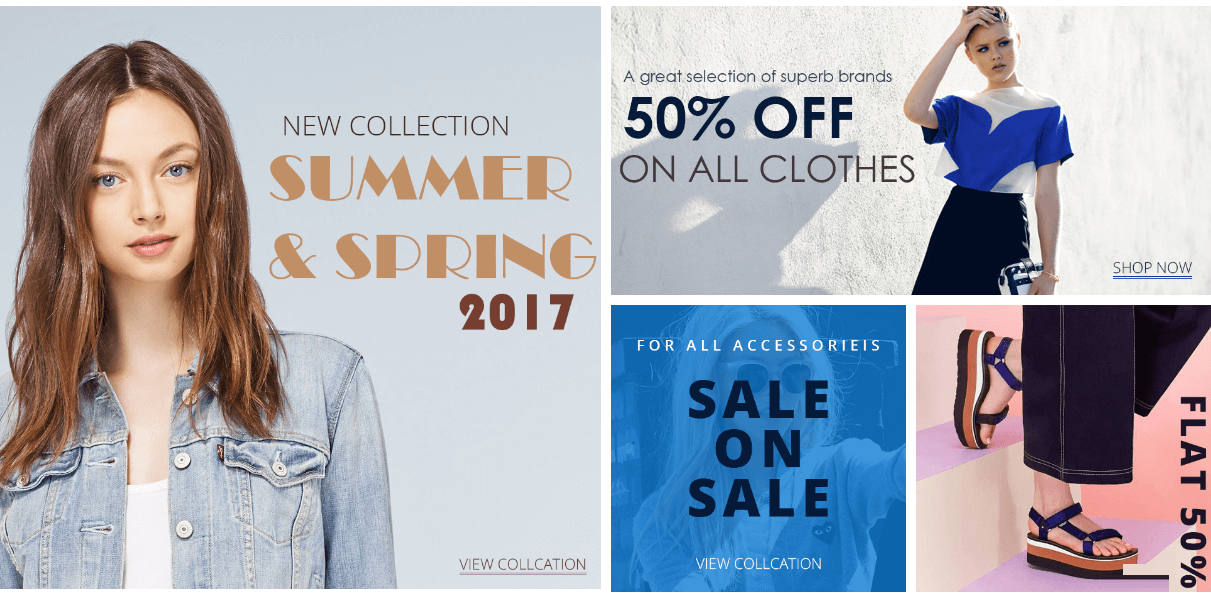 NEW COLLECTION
SUMMER
& SPRING
2017
VIEW COLLCATION
A great selection of superb brands
50% OFF
ON ALL CLOTHES
SHOP NOW
FOR ALL ACCESSORIEIS
SALE
ON
SALE
VIEW COLLCATION
FLAT 50%